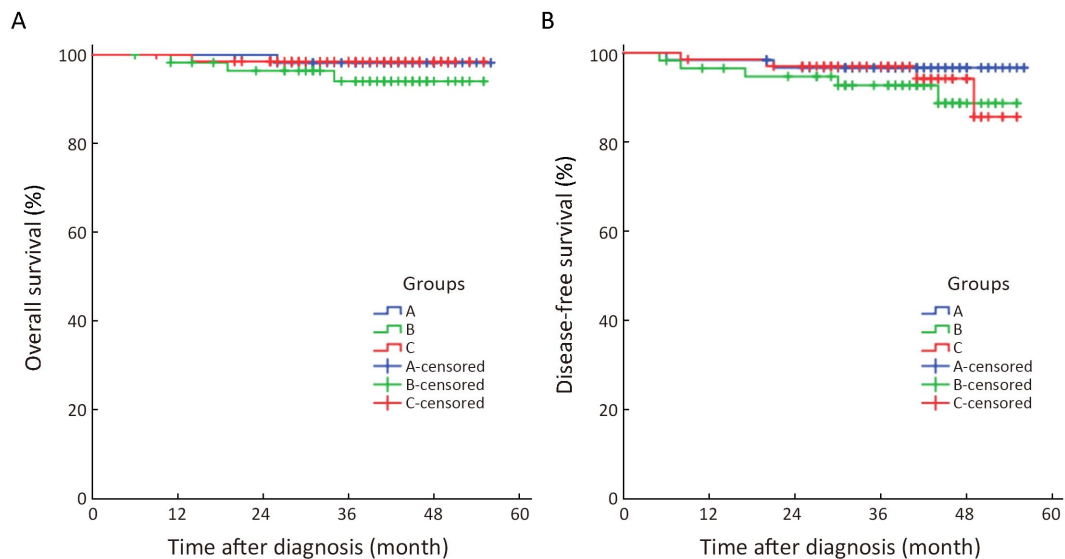 A
Overall survival (%)
100
80
60
40
20
0
0 12 24 36 48 60
Time after diagnosis (month)
Groups
A
B
C
A-censored
B-censored
C-censored
B
Disease-free survival (%)
100
80
60
40
20
0
0 12 24 36 48 60
Time after diagnosis (month)
Groups
A
B
C
A-censored
B-censored
C-censored